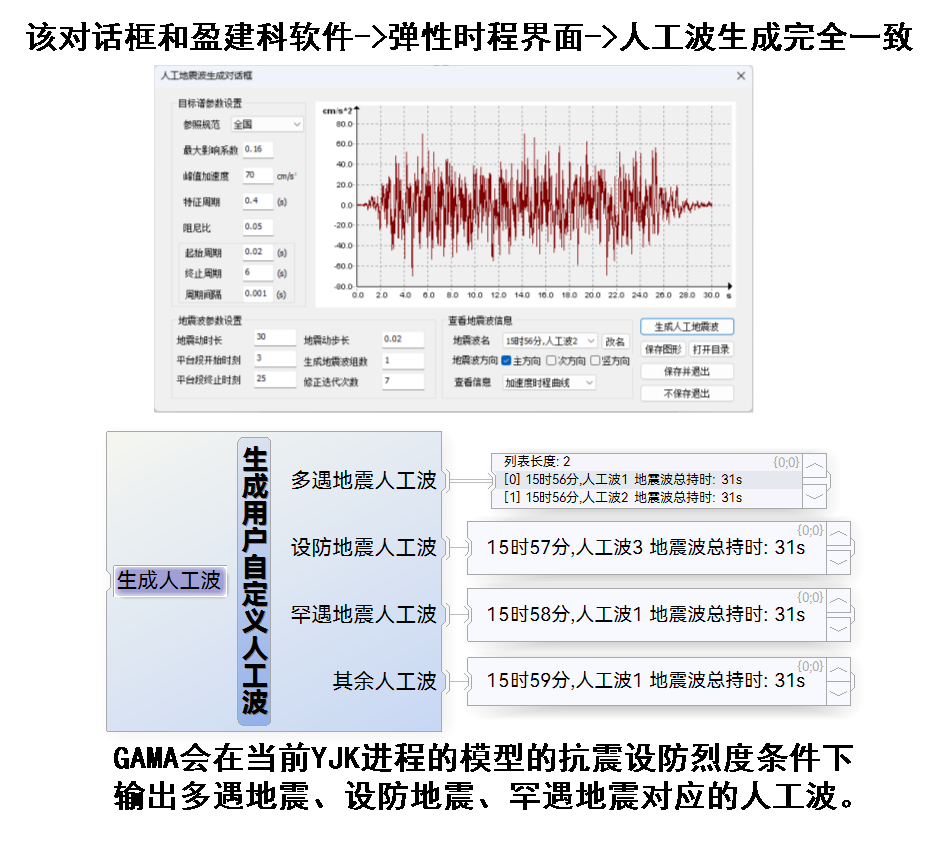 该对话框和盈建科软件->弹性时程界面->人工波生成完全一致
人工地震波生成对话框
目标谱参数设置
参照规范 全国
最大影响系数 0.16
峰值加速度 70 cm/s²
特征周期 0.4 (s)
阻尼比 0.05
起始周期 0.02 (s)
终止周期 6 (s)
周期间隔 0.001 (s)
cm/s^2
80.0
60.0
40.0
20.0
0.0
-20.0
-40.0
-60.0
-80.0
0.0 2.0 4.0 6.0 8.0 10.0 12.0 14.0 16.0 18.0 20.0 22.0 24.0 26.0 28.0 30.0 s
地震波参数设置
地震动时长 30 地震动步长 0.02
平台段开始时刻 3 生成地震波组数 1
平台段终止时刻 25 修正迭代次数 7
查看地震波信息
地震波名 15时56分,人工波2 改名
地震波方向 主方向 次方向 竖方向
查看信息 加速度时程曲线
生成人工地震波
保存图形 打开目录
保存并退出
不保存退出
生成人工波
生成用户自定义人工波
多遇地震人工波
设防地震人工波
罕遇地震人工波
其余人工波
列表长度: 2 {0;0}
[0] 15时56分,人工波1 地震波总持时: 31s
[1] 15时56分,人工波2 地震波总持时: 31s
{0;0}
15时57分,人工波3 地震波总持时: 31s
{0;0}
15时58分,人工波1 地震波总持时: 31s
{0;0}
15时59分,人工波1 地震波总持时: 31s
GAMA会在当前YJK进程的模型的抗震设防烈度条件下
输出多遇地震、设防地震、罕遇地震对应的人工波。